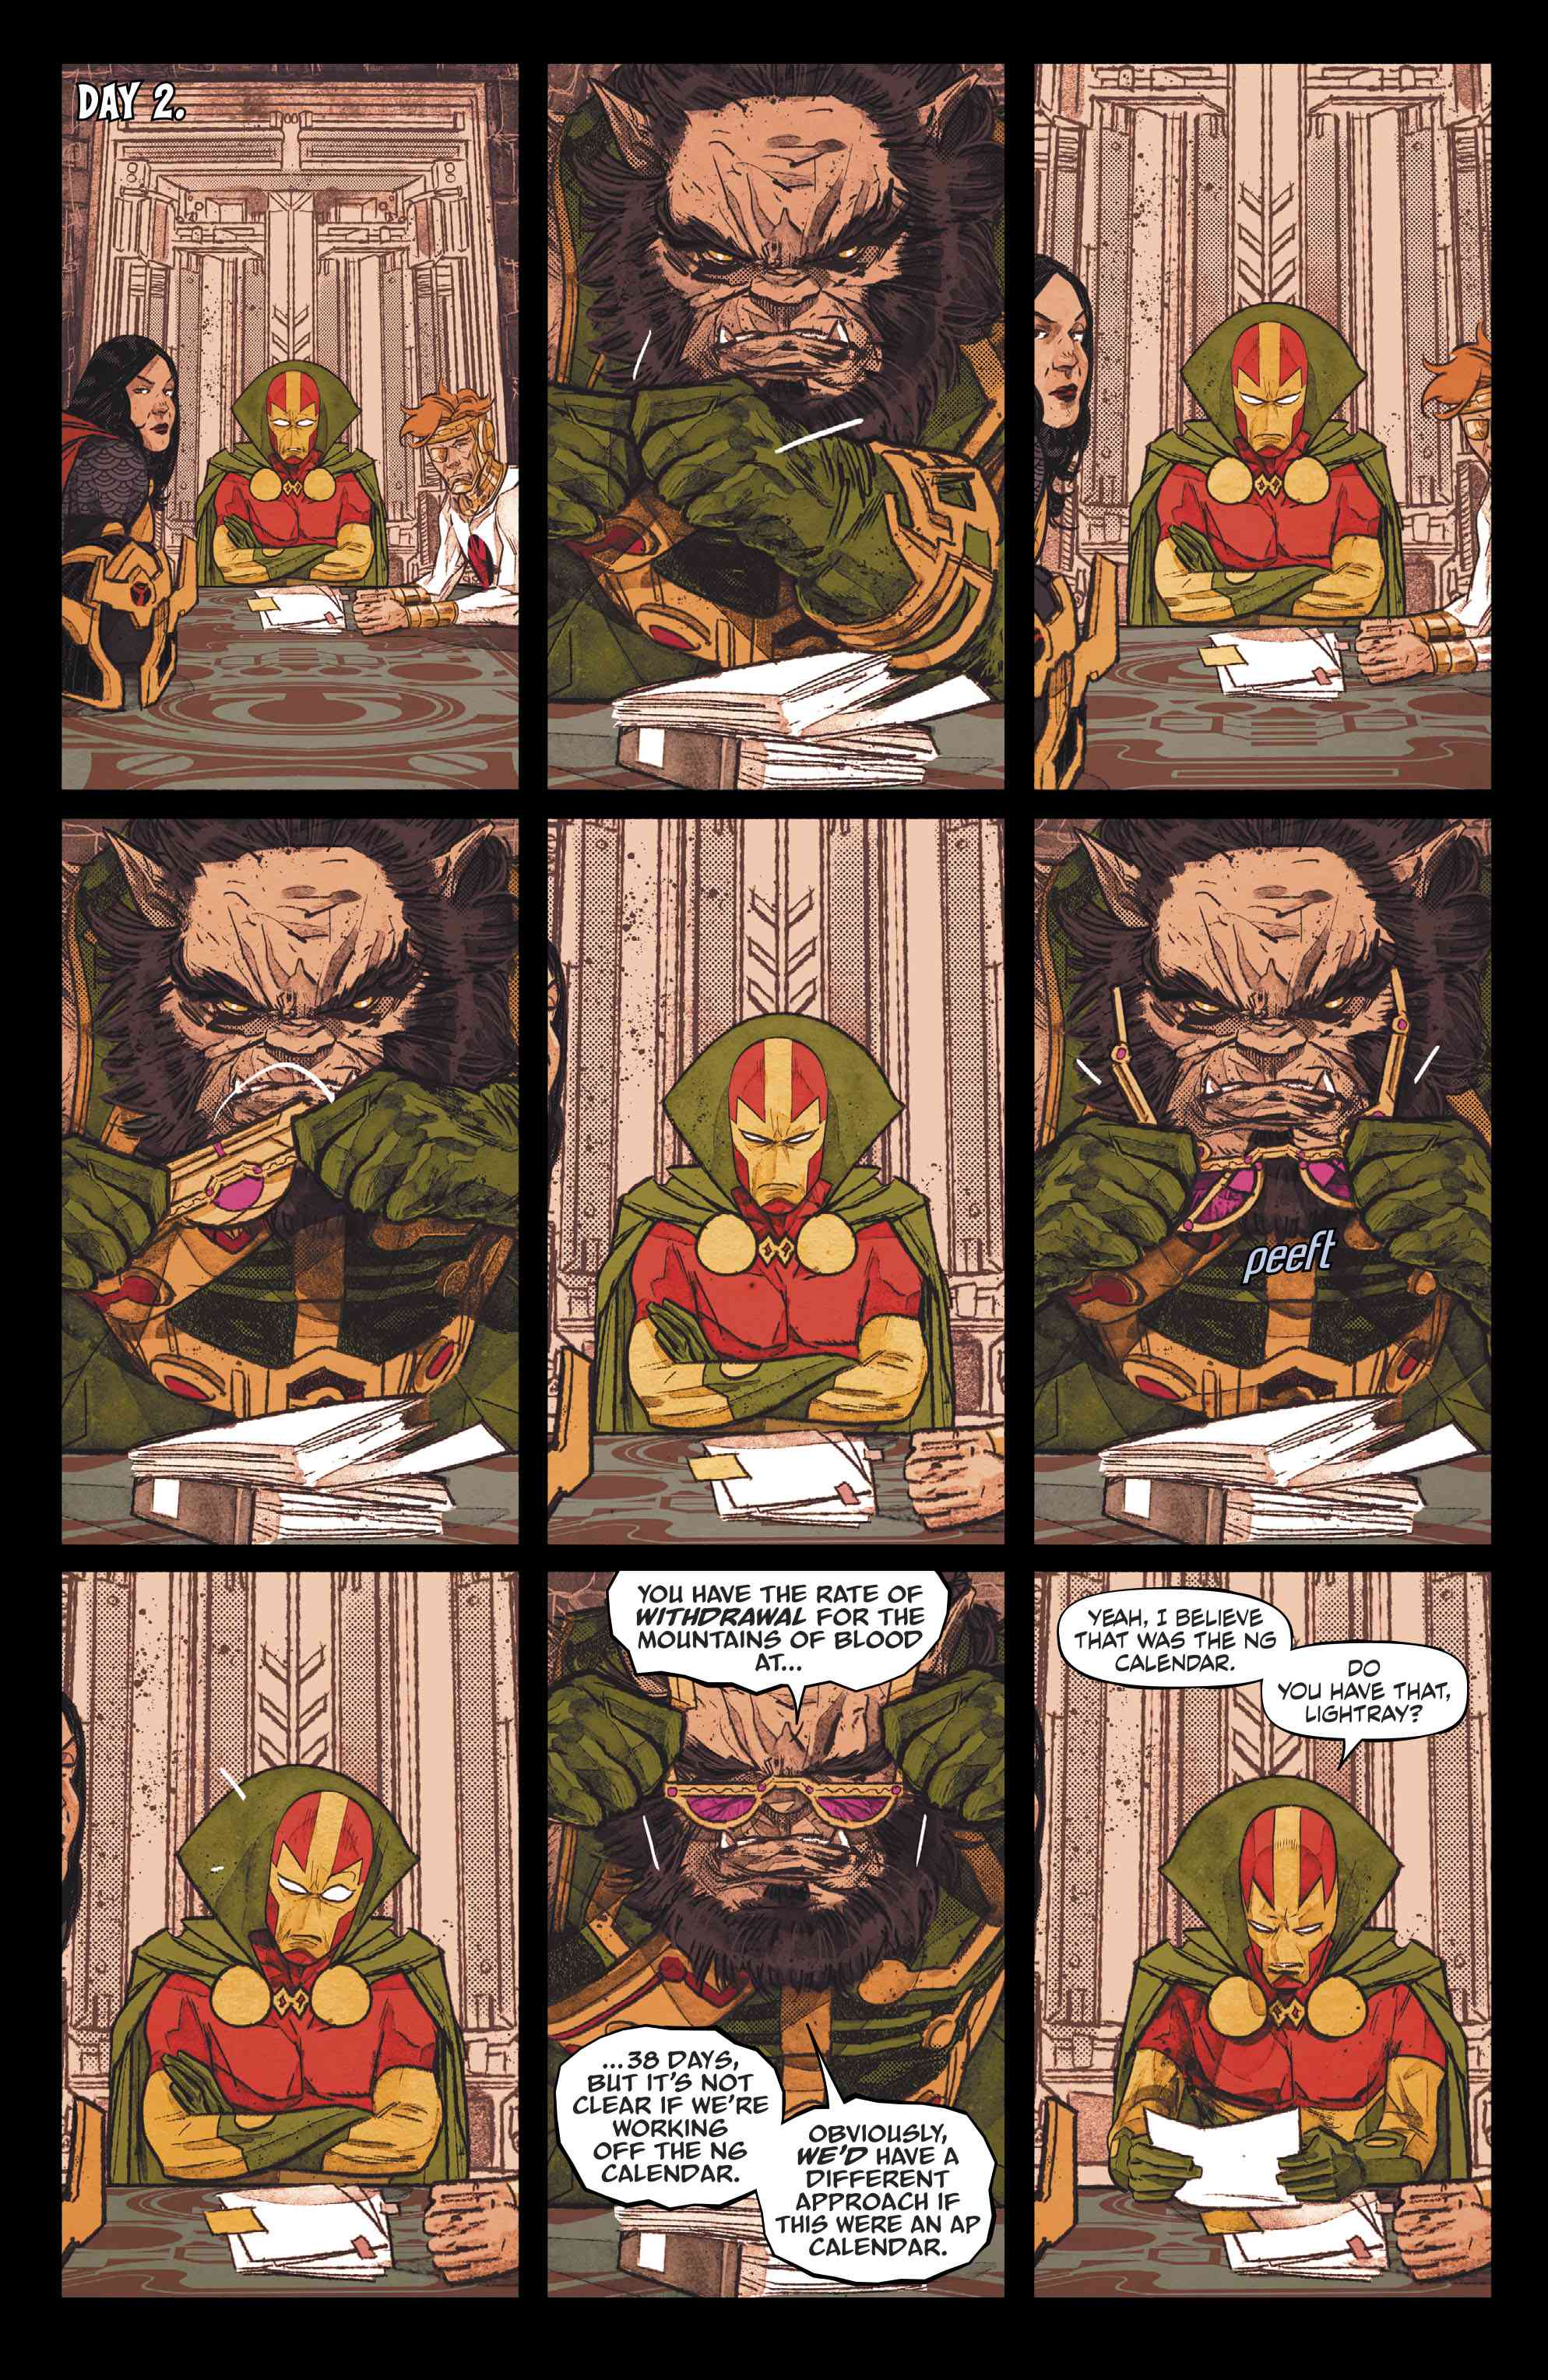 DAY 2.
peeft
YOU HAVE THE RATE OF
WITHDRAWAL FOR THE
MOUNTAINS OF BLOOD
AT...
...38 DAYS,
BUT IT'S NOT
CLEAR IF WE'RE
WORKING
OFF THE NG
CALENDAR.
OBVIOUSLY,
WE'D HAVE A
DIFFERENT
APPROACH IF
THIS WERE AN AP
CALENDAR.
YEAH, I BELIEVE
THAT WAS THE NG
CALENDAR.
DO
YOU HAVE THAT,
LIGHTRAY?